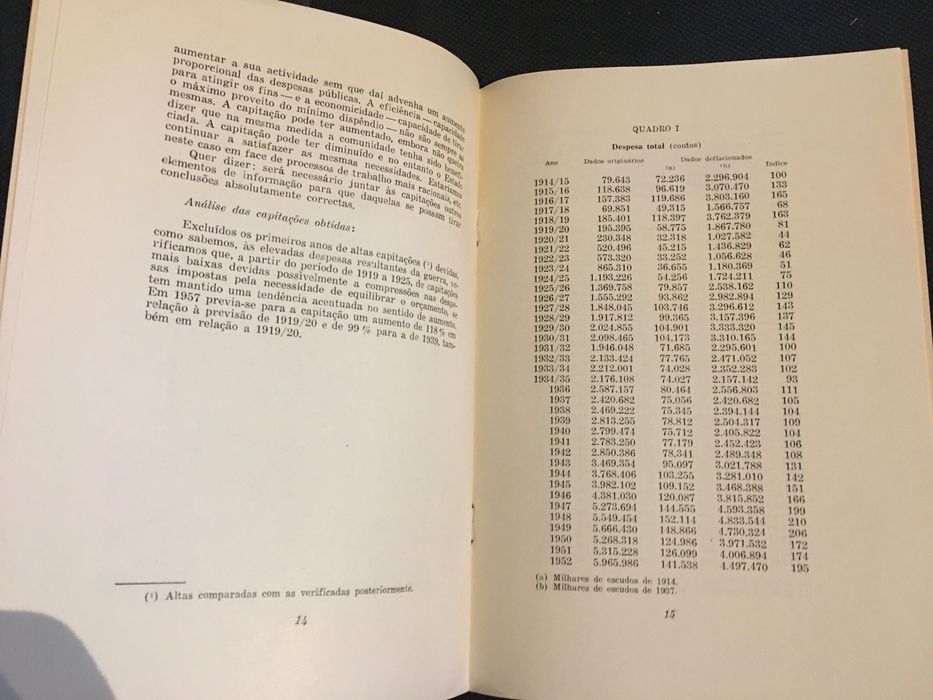 aumentar a sua actividade sem que daí advenha um aumento
proporcional das despesas públicas. A eficiência — capacidade
para atingir os fins — e a economicidade — capacidade de tirar
o máximo proveito do mínimo dispêndio — não são sempre as
mesmas. A capitação pode ter aumentado, embora não queira
dizer que na mesma medida a comunidade tenha sido benefi-
ciada. A capitação pode ter diminuído e no entanto o Estado
continuar a satisfazer as mesmas necessidades. Estaríamos
neste caso em face de processos de trabalho mais racionais, etc.
Quer dizer: será necessário juntar às capitações outros
elementos de informação para que daquelas se possam tirar
conclusões absolutamente correctas.
Análise das capitações obtidas:
Excluídos os primeiros anos de altas capitações (¹) devidas,
como sabemos, às elevadas despesas resultantes da guerra, ve-
rificamos que, a partir do período de 1919 a 1925, de capitações
mais baixas devidas possivelmente a compressões nas despe-
sas impostas pela necessidade de equilibrar o orçamento, se
tem mantido uma tendência acentuada no sentido de aumento.
Em 1957 previa-se para a capitação um aumento de 118 % em
relação à previsão de 1919/20 e de 99 % para a de 1939, tam-
bém em relação a 1919/20.
(¹) Altas comparadas com as verificadas posteriormente.
14
QUADRO I
Despesa total (contos)
Ano Dados originários Dados deflacionados Índice
(a) (b)
1914/15 79.643 72.236 2.296.904 100
1915/16 118.638 96.619 3.070.470 133
1916/17 157.383 119.686 3.803.160 165
1917/18 69.851 49.315 1.566.757 68
1918/19 185.401 118.397 3.762.379 163
1919/20 195.395 58.775 1.867.780 81
1920/21 230.348 32.318 1.027.582 44
1921/22 520.496 45.215 1.436.829 62
1922/23 573.530 33.252 1.056.628 46
1923/24 865.310 36.655 1.180.369 51
1924/25 1.193.226 54.256 1.724.211 75
1925/26 1.369.758 79.857 2.538.162 110
1926/27 1.555.292 93.862 2.982.894 129
1927/28 1.848.045 103.746 3.296.612 143
1928/29 1.917.812 99.365 3.157.396 137
1929/30 2.024.855 104.901 3.333.320 145
1930/31 2.098.465 104.173 3.310.165 144
1931/32 1.946.048 71.685 2.295.601 100
1932/33 2.133.424 77.765 2.471.052 107
1933/34 2.212.001 74.028 2.352.283 102
1934/35 2.176.108 74.027 2.157.142 93
1936 2.587.157 80.464 2.556.803 111
1937 2.420.682 75.056 2.420.682 105
1938 2.469.222 75.345 2.394.144 104
1939 2.813.255 78.812 2.504.317 109
1940 2.799.474 75.712 2.405.822 104
1941 2.783.250 77.179 2.452.423 106
1942 2.850.386 78.341 2.489.348 108
1943 3.469.354 95.097 3.021.788 131
1944 3.768.406 103.255 3.281.010 142
1945 3.982.102 109.152 3.468.388 151
1946 4.381.030 120.087 3.815.852 166
1947 5.273.694 144.555 4.593.358 199
1948 5.549.454 152.114 4.833.544 210
1949 5.666.430 148.866 4.730.324 206
1950 5.268.318 124.986 3.971.532 172
1951 5.315.228 126.099 4.006.894 174
1952 5.965.986 141.538 4.497.470 195
(a) Milhares de escudos de 1914.
(b) Milhares de escudos de 1937.
15